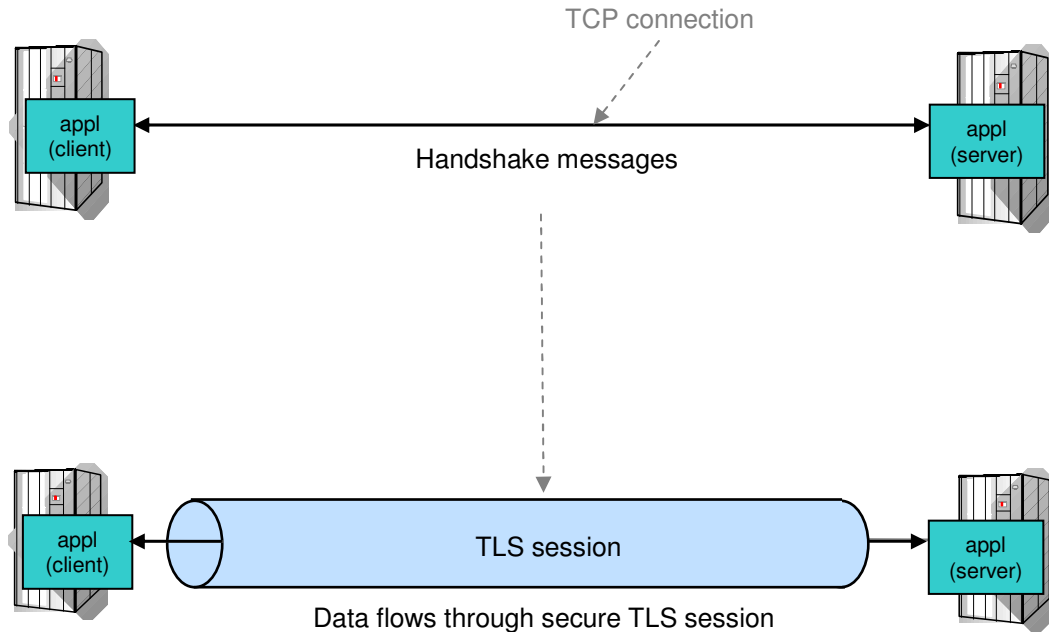 TCP connection
appl
(client)
appl
(server)
Handshake messages
appl
(client)
TLS session
appl
(server)
Data flows through secure TLS session